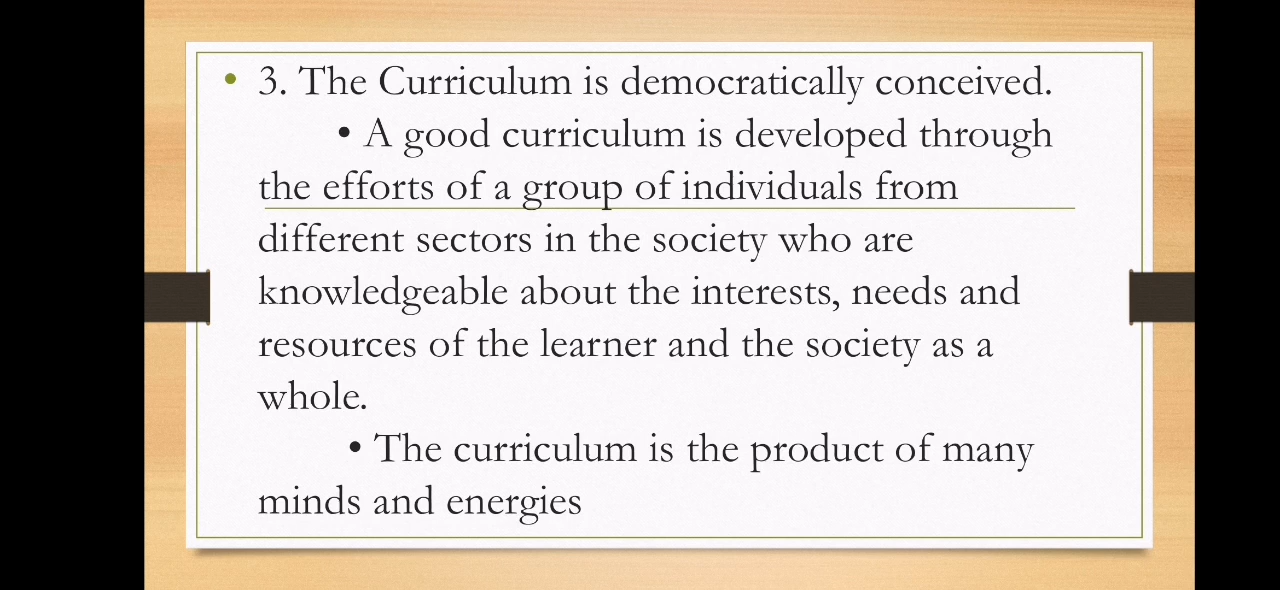 • 3. The Curriculum is democratically conceived.
• A good curriculum is developed through
the efforts of a group of individuals from
different sectors in the society who are
knowledgeable about the interests, needs and
resources of the learner and the society as a
whole.
• The curriculum is the product of many
minds and energies